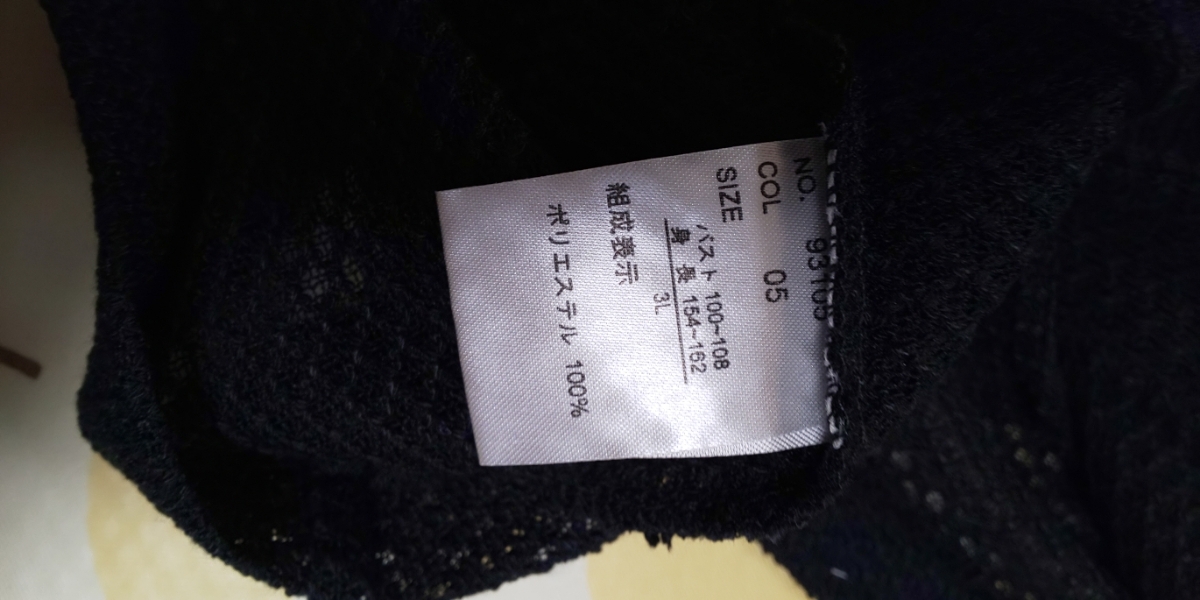 NO. 93105
COL 05
SIZE
バスト 100~108
身長 154~162
3L
組成表示
ポリエステル 100%